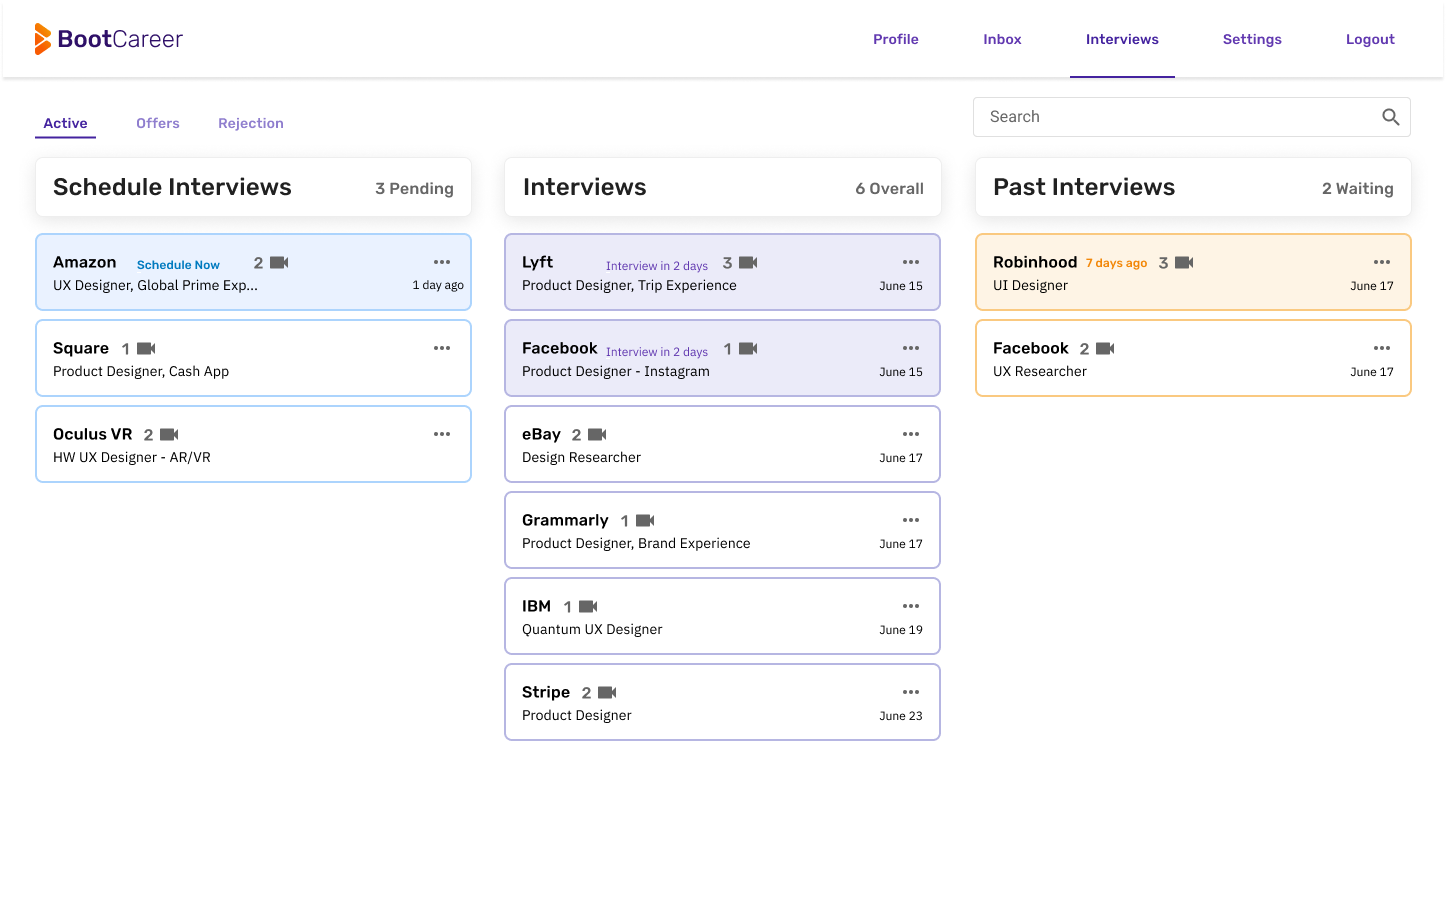 BootCareer
Profile Inbox Interviews Settings Logout
Active Offers Rejection
Search
Schedule Interviews 3 Pending
Amazon Schedule Now 2
UX Designer, Global Prime Exp... 1 day ago
Square 1
Product Designer, Cash App
Oculus VR 2
HW UX Designer - AR/VR
Interviews 6 Overall
Lyft Interview in 2 days 3
Product Designer, Trip Experience June 15
Facebook Interview in 2 days 1
Product Designer - Instagram June 15
eBay 2
Design Researcher June 17
Grammarly 1
Product Designer, Brand Experience June 17
IBM 1
Quantum UX Designer June 19
Stripe 2
Product Designer June 23
Past Interviews 2 Waiting
Robinhood 7 days ago 3
UI Designer June 17
Facebook 2
UX Researcher June 17